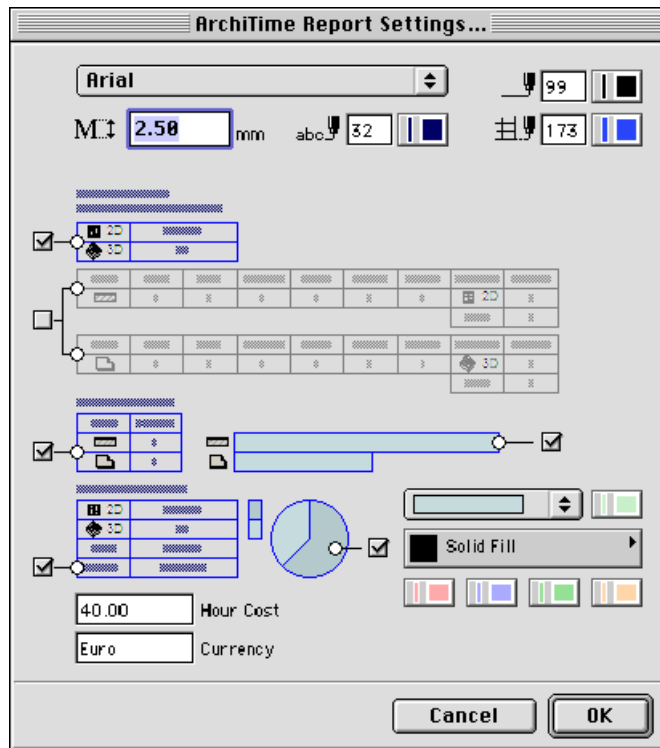 ArchiTime Report Settings...
Arial
99
M 2.50 mm abc 32 173
2D
3D
2D
3D
2D
3D
Solid Fill
40.00 Hour Cost
Euro Currency
Cancel OK